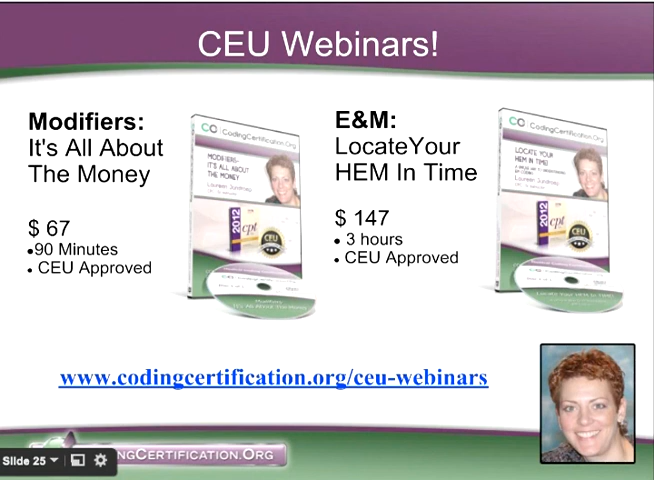 CEU Webinars!
Modifiers:
It's All About
The Money
$ 67
•90 Minutes
• CEU Approved
E&M:
LocateYour
HEM In Time
$ 147
• 3 hours
• CEU Approved
CodingCertification.Org
MODIFIERS-
IT'S ALL ABOUT
THE MONEY
2012
cpt
CEU
CodingCertification.Org
LOCATE YOUR
HEM IN TIME!
2012
cpt
CEU
www.codingcertification.org/ceu-webinars
NGCERTIFICATION.ORG
Slide 25